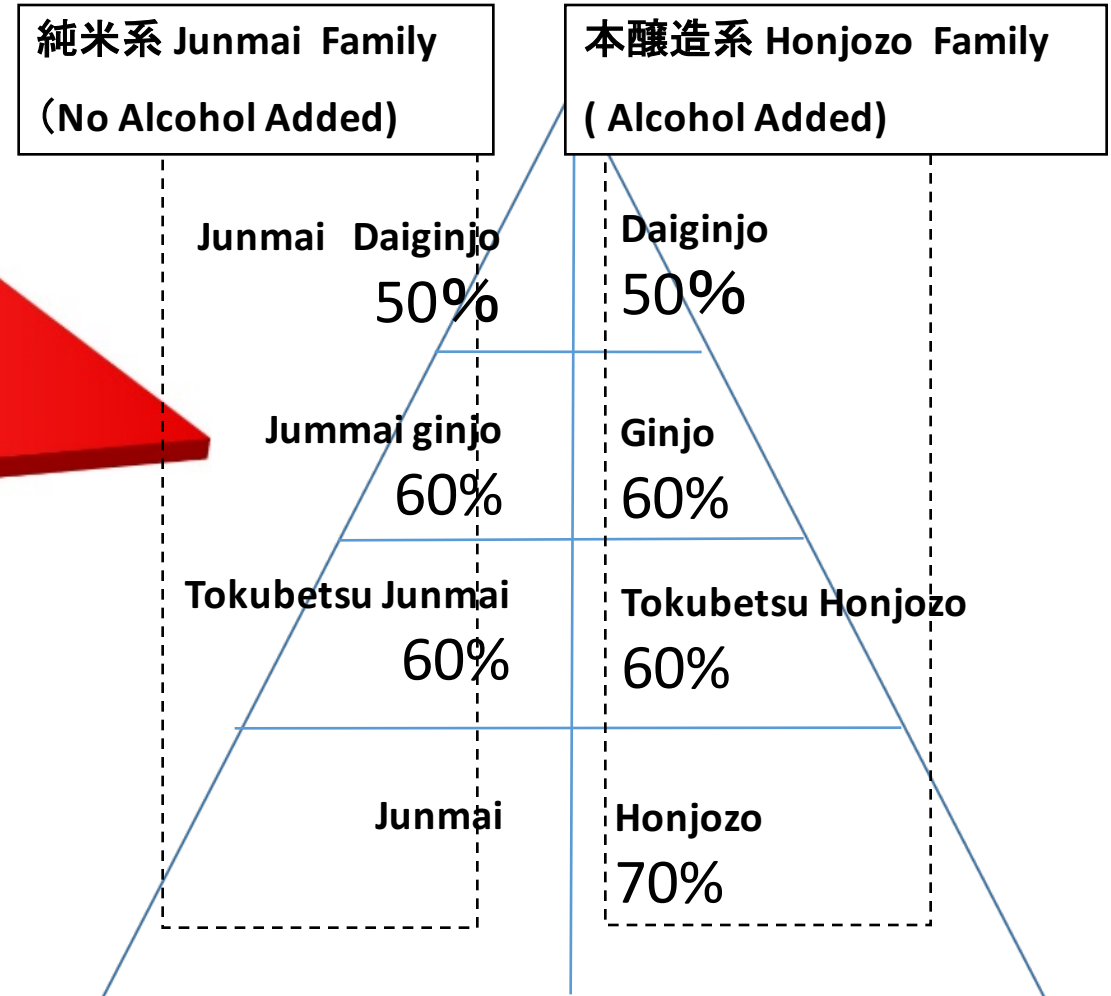 純米系 Junmai Family
（No Alcohol Added)
本醸造系 Honjozo Family
( Alcohol Added)
Junmai Daiginjo
50%
Daiginjo
50%
Jummai ginjo
60%
Ginjo
60%
Tokubetsu Junmai
60%
Tokubetsu Honjozo
60%
Junmai
Honjozo
70%